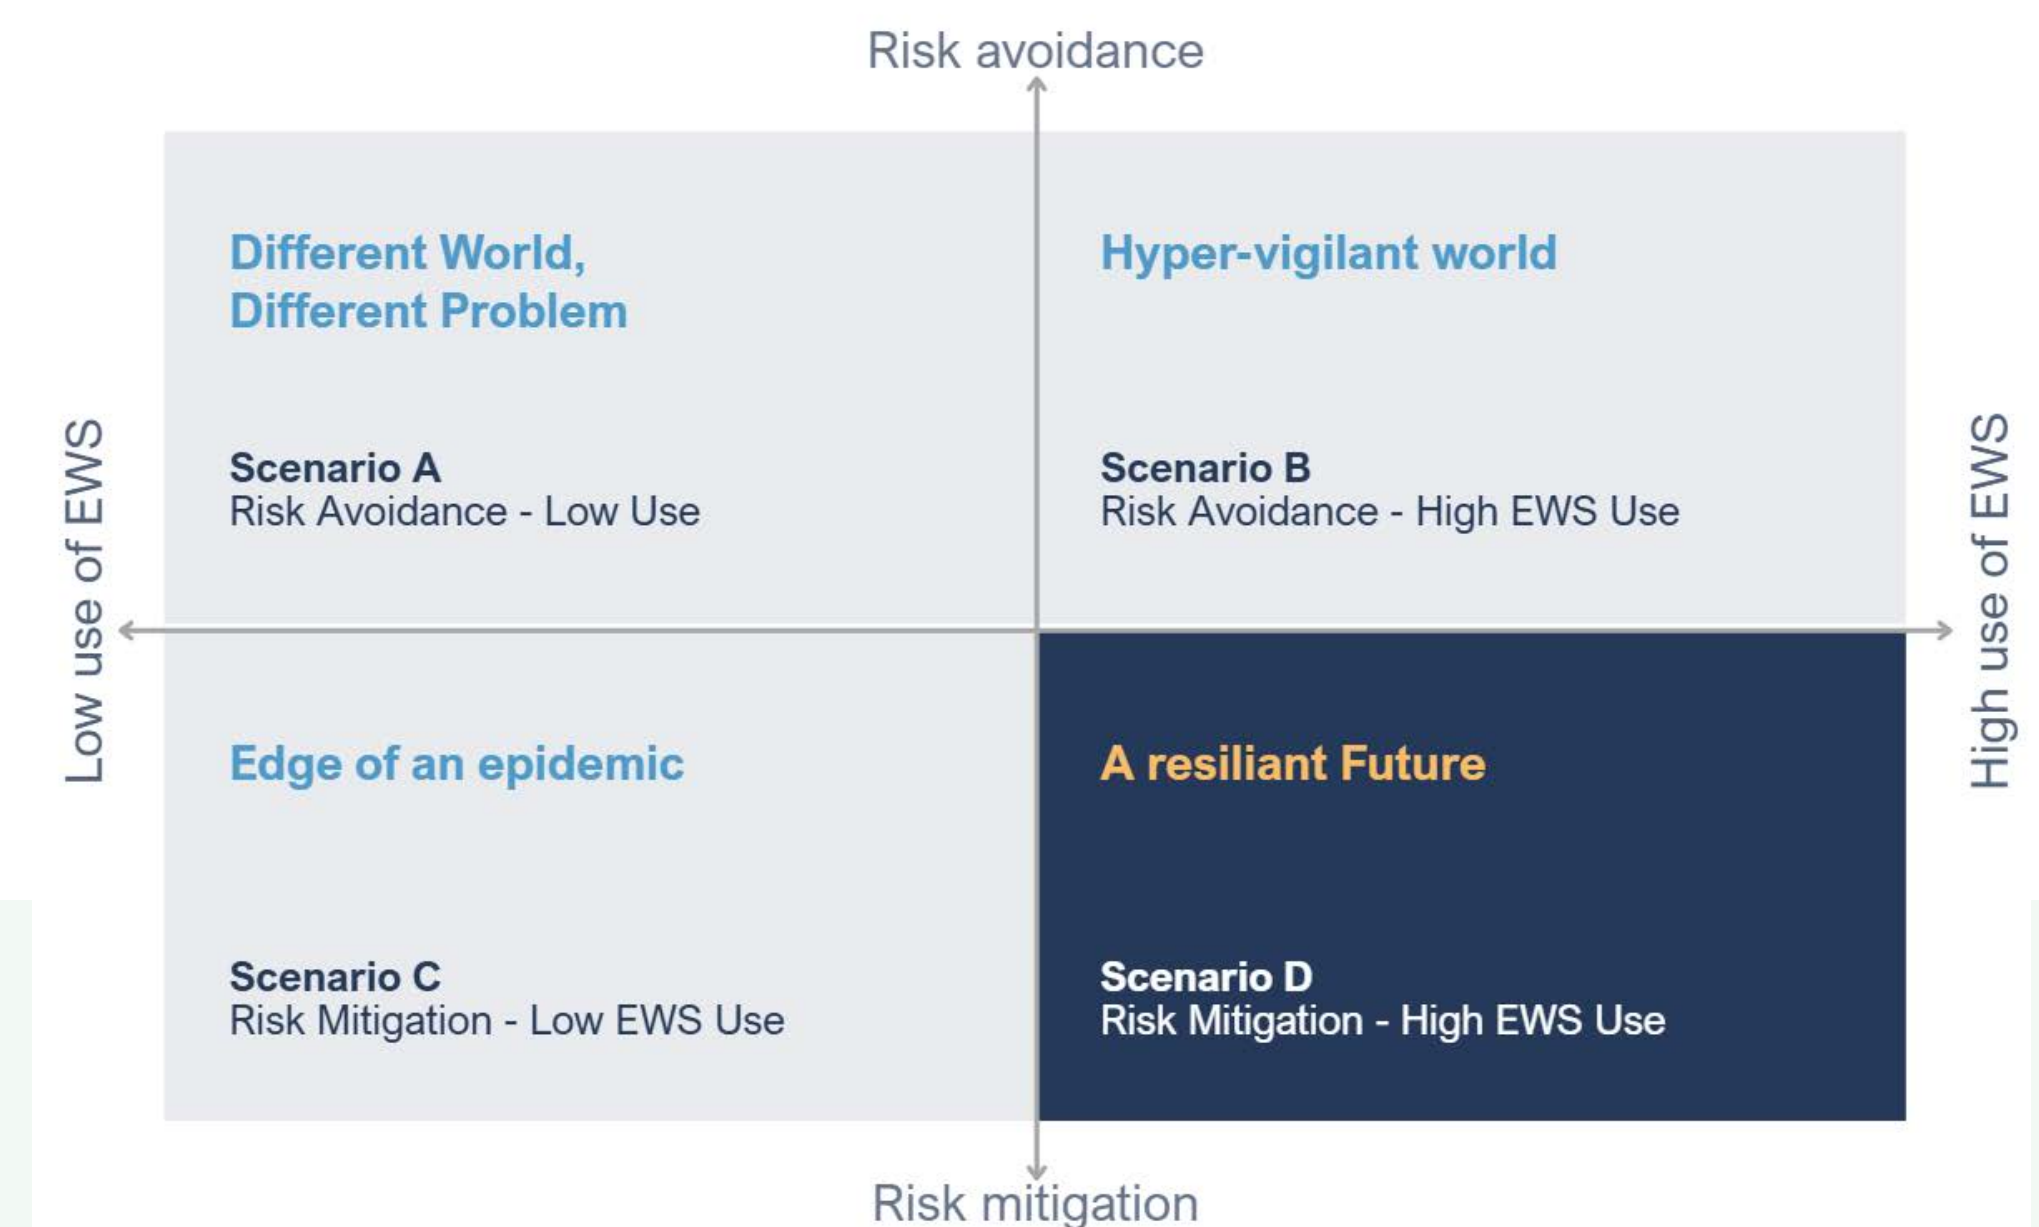 Risk avoidance
Different World,
Different Problem
Scenario A
Risk Avoidance - Low Use
Hyper-vigilant world
Scenario B
Risk Avoidance - High EWS Use
Low use of EWS
High use of EWS
Edge of an epidemic
Scenario C
Risk Mitigation - Low EWS Use
A resiliant Future
Scenario D
Risk Mitigation - High EWS Use
Risk mitigation